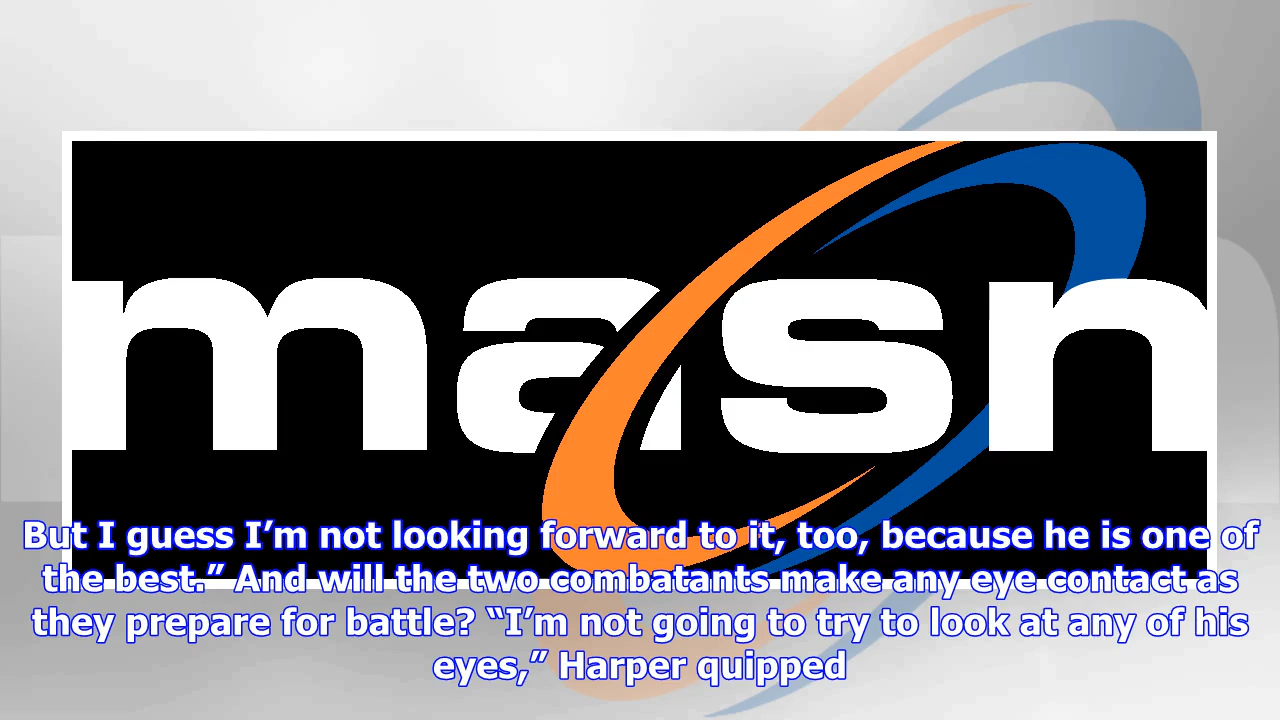 masn
But I guess I’m not looking forward to it, too, because he is one of
the best.” And will the two combatants make any eye contact as
they prepare for battle? “I’m not going to try to look at any of his
eyes,” Harper quipped